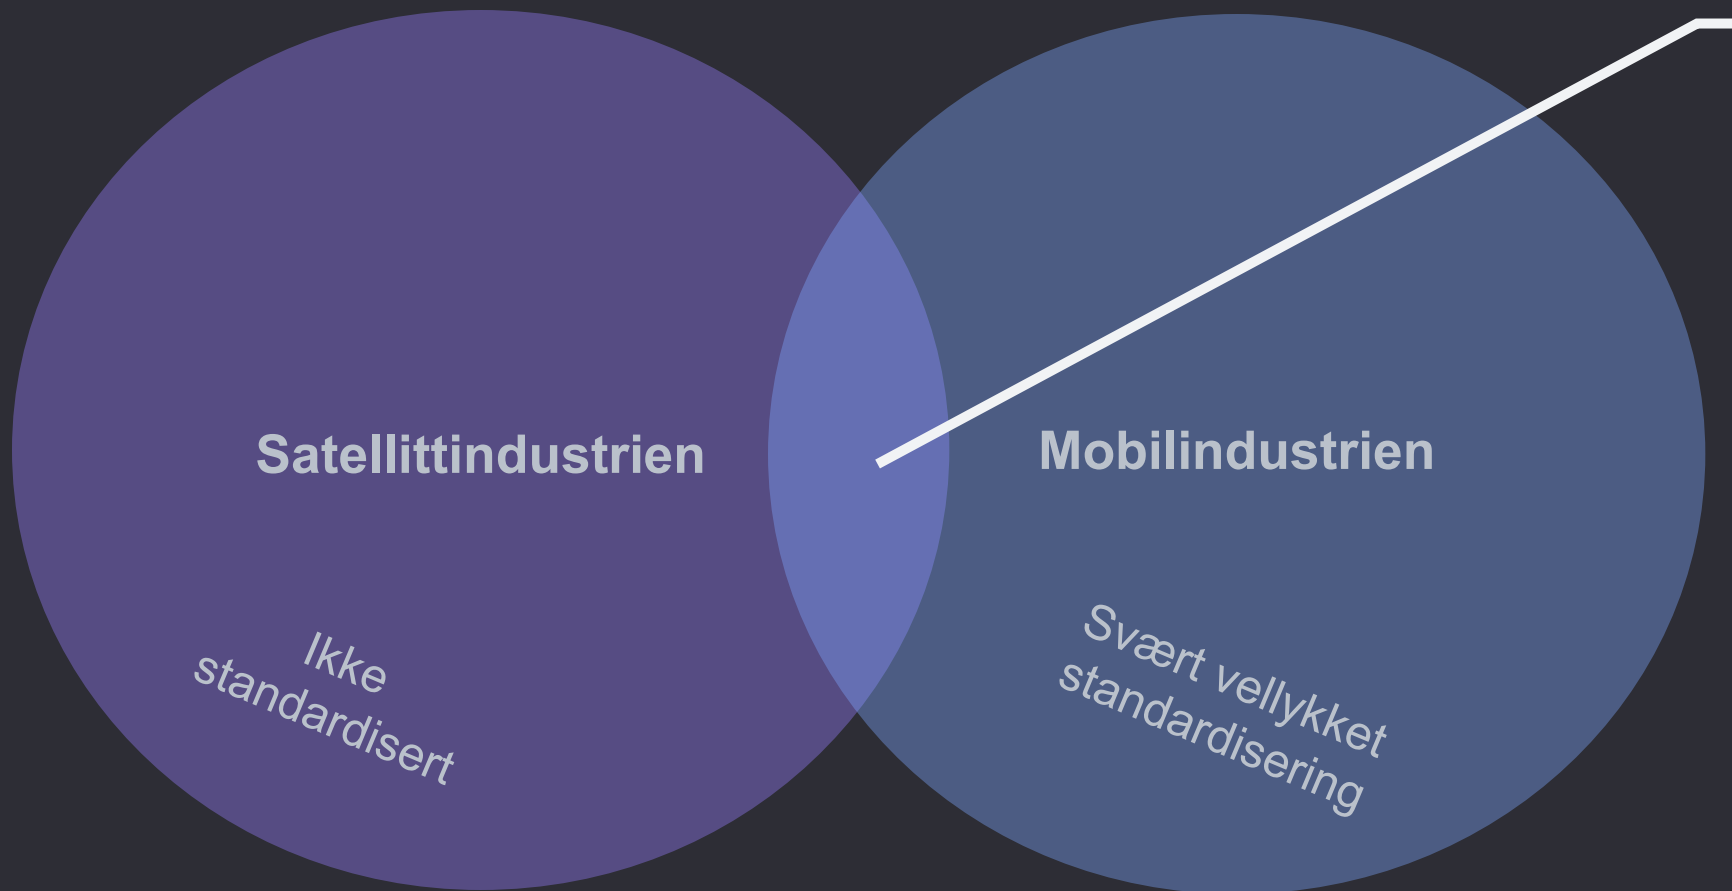 Satellittindustrien
Ikke
standardisert
Mobilindustrien
Svært vellykket
standardisering